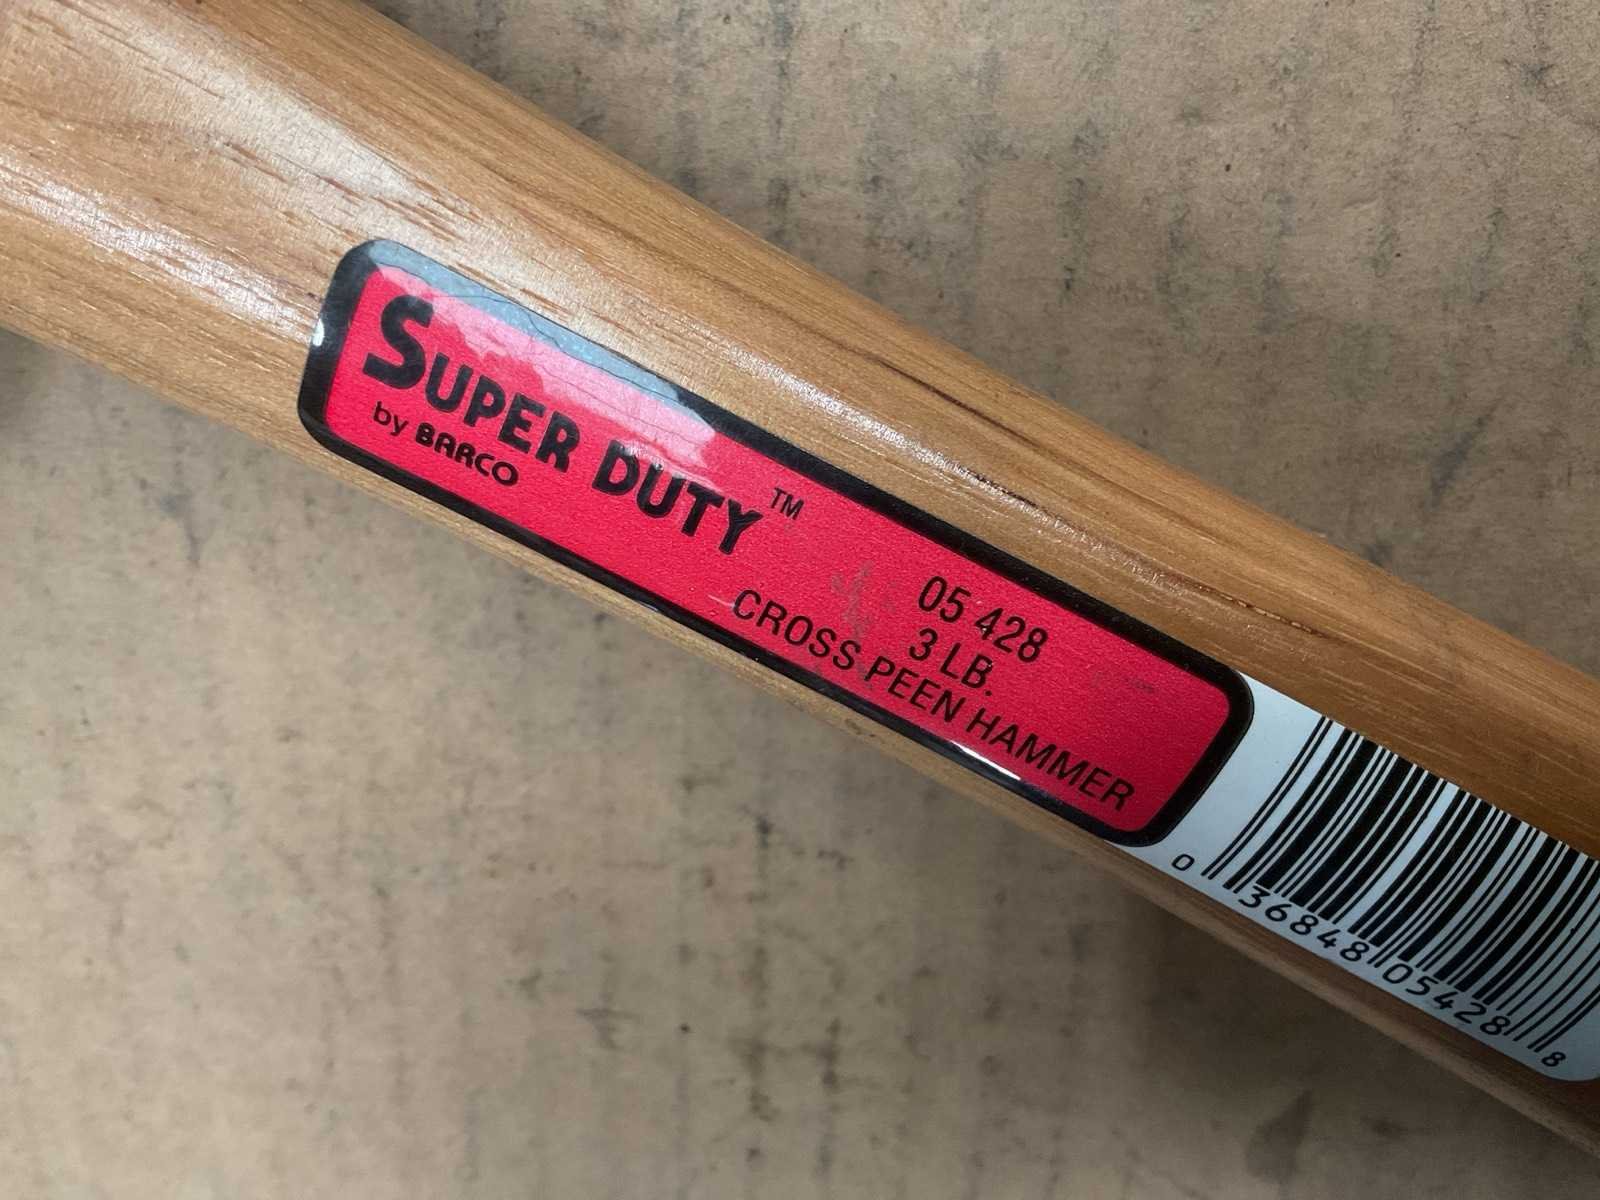 SUPER DUTY™
by BARCO
05 428
3 LB.
CROSS PEEN HAMMER
0 36848 05428 8